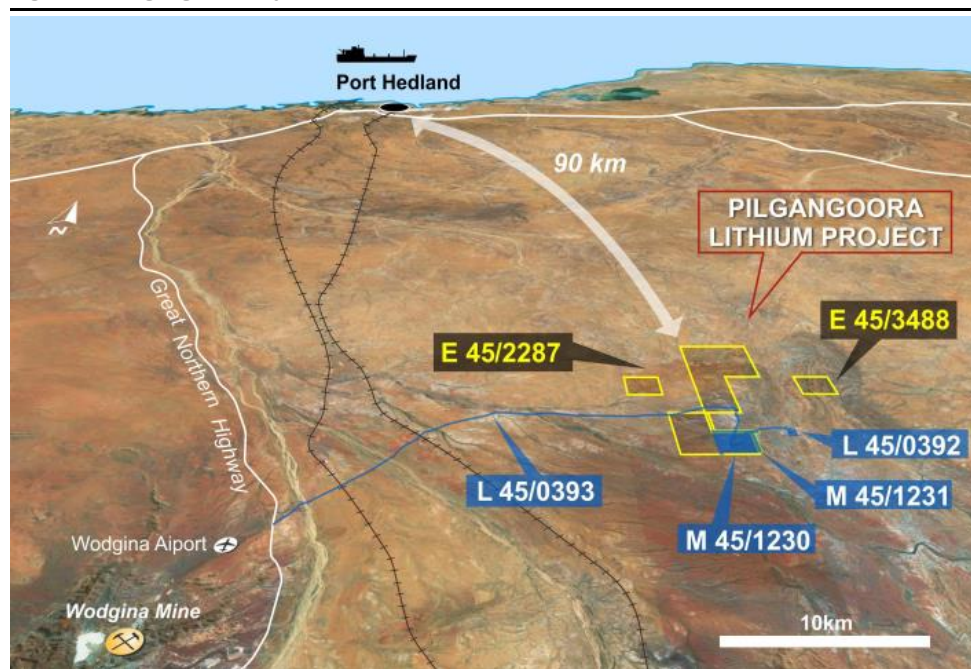 Port Hedland
90 km
PILGANGOORA
LITHIUM PROJECT
N
E 45/3488
E 45/2287
Great Northern Highway
L 45/0392
L 45/0393
M 45/1231
M 45/1230
Wodgina Aiport
Wodgina Mine
10km